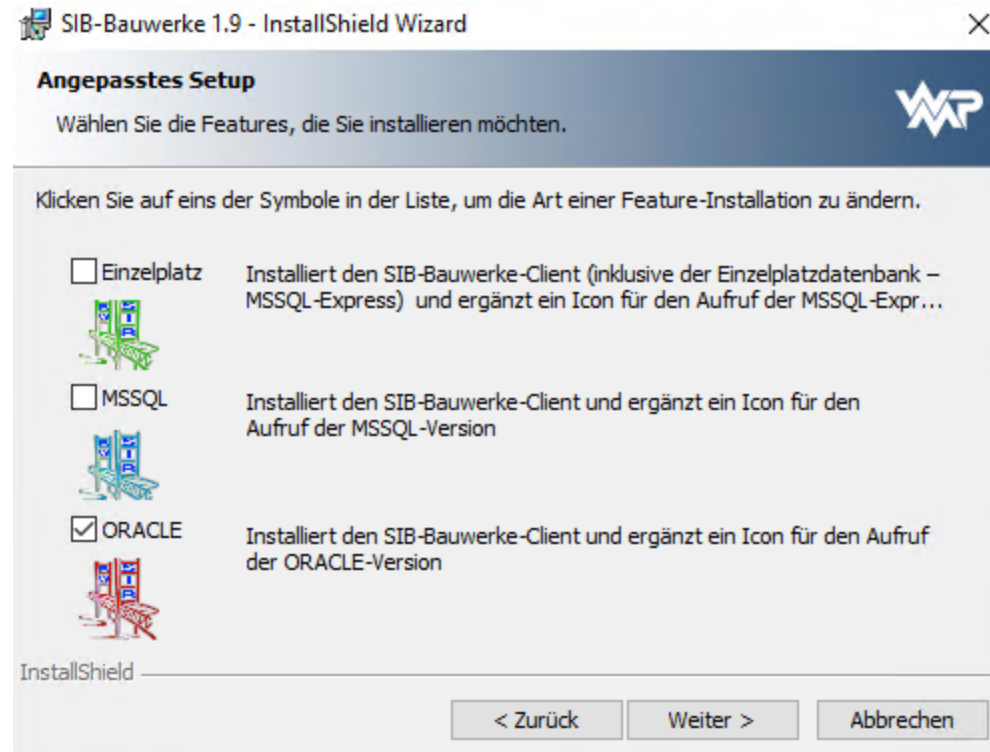 SIB-Bauwerke 1.9 - InstallShield Wizard
Angepasstes Setup
Wählen Sie die Features, die Sie installieren möchten.
WMP
Klicken Sie auf eins der Symbole in der Liste, um die Art einer Feature-Installation zu ändern.
Einzelplatz
Installiert den SIB-Bauwerke-Client (inklusive der Einzelplatzdatenbank –
MSSQL-Express)  und ergänzt ein Icon für den Aufruf der MSSQL-Expr...
MSSQL
Installiert den SIB-Bauwerke-Client und ergänzt ein Icon für den
Aufruf der MSSQL-Version
ORACLE
Installiert den SIB-Bauwerke-Client und ergänzt ein Icon für den Aufruf
der ORACLE-Version
InstallShield
< Zurück
Weiter >
Abbrechen